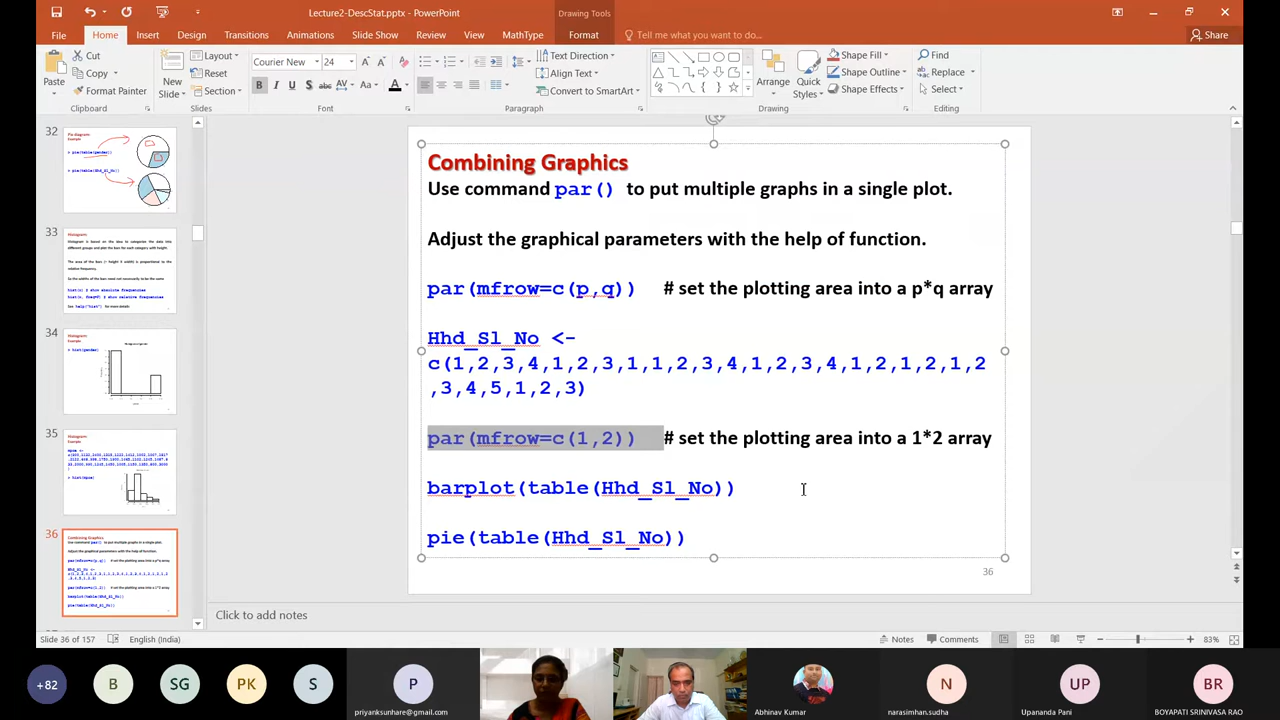 Lecture2-DescStat.pptx - PowerPoint
Drawing Tools
File Home Insert Design Transitions Animations Slide Show Review View MathType Format Tell me what you want to do... Share
Paste Cut Copy Format Painter Clipboard
New Slide Layout Reset Section Slides
Courier New 24 Font
B I U S abc AV Aa A
Text Direction Align Text Convert to SmartArt Paragraph
Arrange Quick Styles Shape Fill Shape Outline Shape Effects Drawing
Find Replace Select Editing
32
33
34
35
36
Combining Graphics
Use command par() to put multiple graphs in a single plot.
Adjust the graphical parameters with the help of function.
par(mfrow=c(p,q)) # set the plotting area into a p*q array
Hhd_Sl_No <-
c(1,2,3,4,1,2,3,1,1,2,3,4,1,2,3,4,1,2,1,2,1,2
,3,4,5,1,2,3)
par(mfrow=c(1,2)) # set the plotting area into a 1*2 array
barplot(table(Hhd_Sl_No))
pie(table(Hhd_Sl_No))
36
Click to add notes
Slide 36 of 157 English (India) Notes Comments 83%
+82 B SG PK S P N UP BR
priyanksunhare@gmail.com Abhinav Kumar narasimhan.sudha Upananda Pani BOYAPATI SRINIVASA RAO